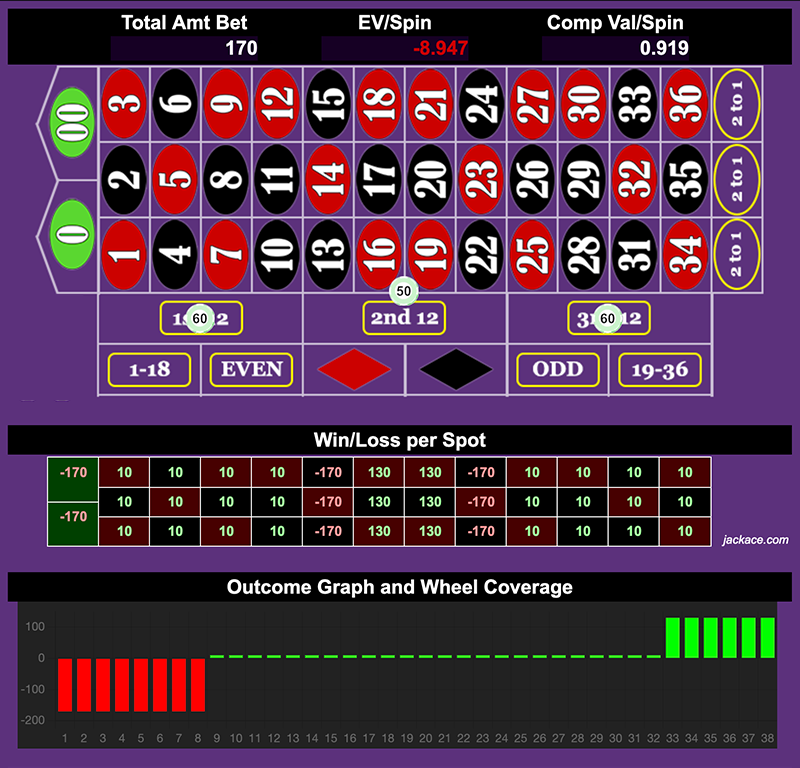 Total Amt Bet EV/Spin Comp Val/Spin
170 -8.947 0.919
00 3 6 9 12 15 18 21 24 27 30 33 36 2 to 1
2 5 8 11 14 17 20 23 26 29 32 35 2 to 1
0 1 4 7 10 13 16 19 22 25 28 31 34 2 to 1
50
60 2nd 12 60
1-18 EVEN ODD 19-36
Win/Loss per Spot
-170 10 10 10 10 -170 130 130 -170 10 10 10 10
10 10 10 10 -170 130 130 -170 10 10 10 10
-170 10 10 10 10 -170 130 130 -170 10 10 10 10
jackace.com
Outcome Graph and Wheel Coverage
100
0
-100
-200
1 2 3 4 5 6 7 8 9 10 11 12 13 14 15 16 17 18 19 20 21 22 23 24 25 26 27 28 29 30 31 32 33 34 35 36 37 38